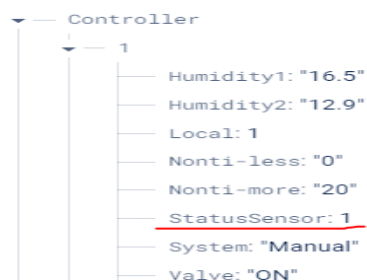 Controller
1
Humidity1: "16.5"
Humidity2: "12.9"
Local: 1
Nonti-less: "0"
Nonti-more: "20"
StatusSensor: 1
System: "Manual"
Valve: "ON"